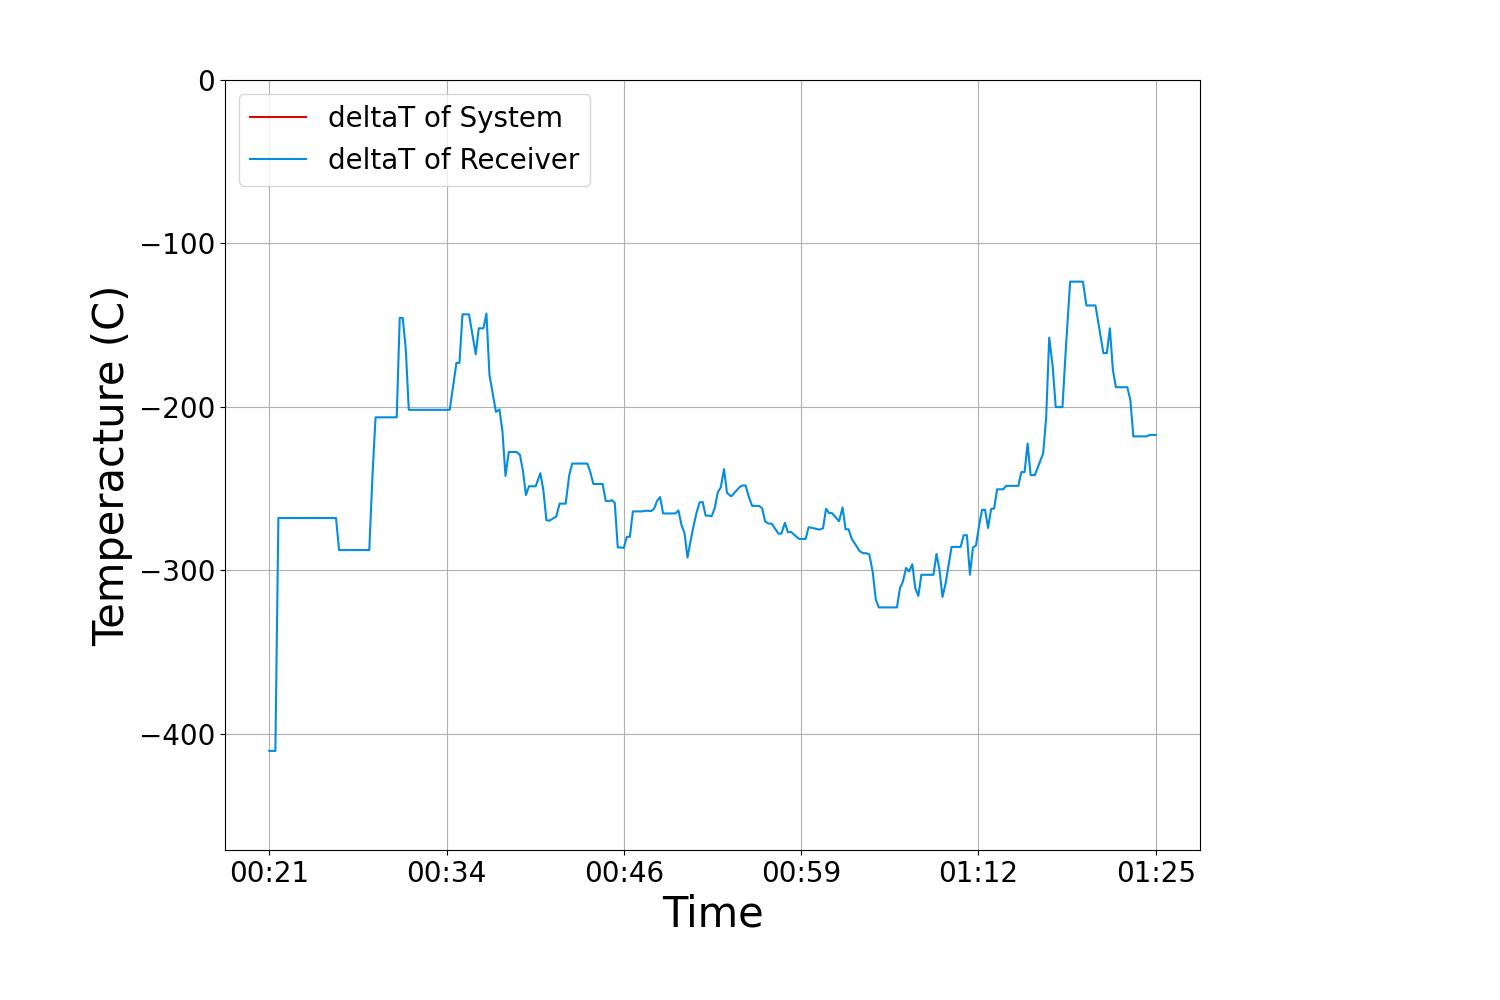 deltaT of System
deltaT of Receiver
0
−100
−200
−300
−400
Temperacture (C)
00:21 00:34 00:46 00:59 01:12 01:25
Time